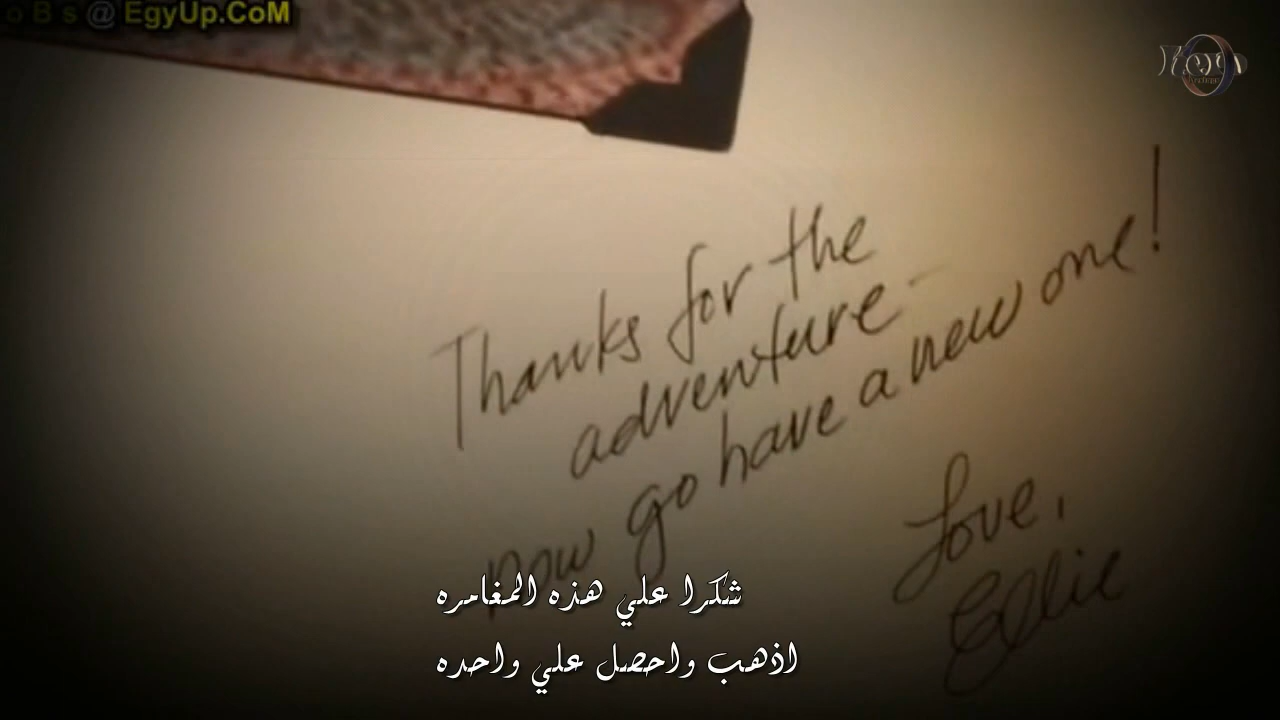 o B s @ EgyUp.CoM
Thanks for the
adventure -
now go have a new one!
Love,
Ellie
شكرا علي هذه المغامره
اذهب واحصل علي واحده